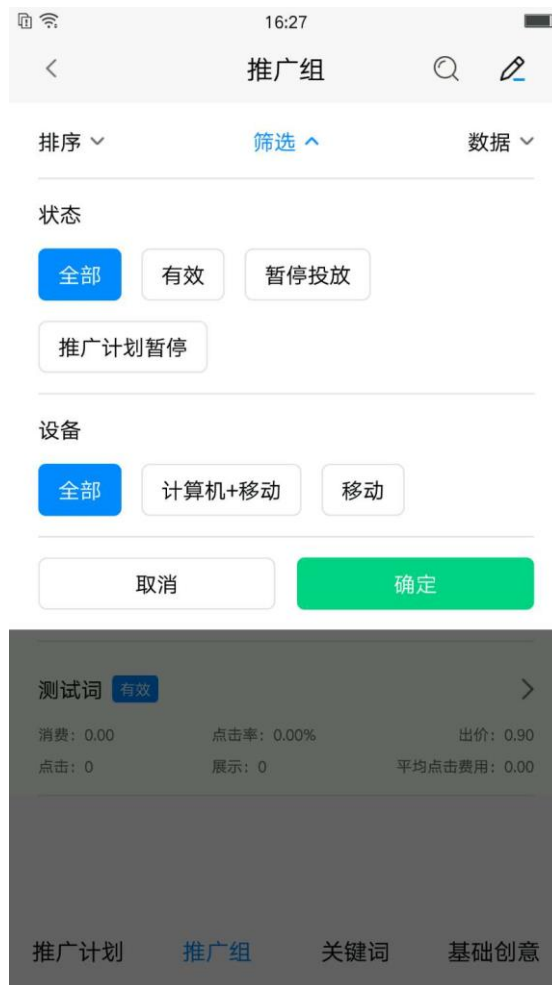 16:27
推广组
排序 筛选 数据
状态
全部 有效 暂停投放
推广计划暂停
设备
全部 计算机+移动 移动
取消 确定
测试词 有效
消费：0.00 点击率：0.00% 出价：0.90
点击：0 展示：0 平均点击费用：0.00
推广计划 推广组 关键词 基础创意